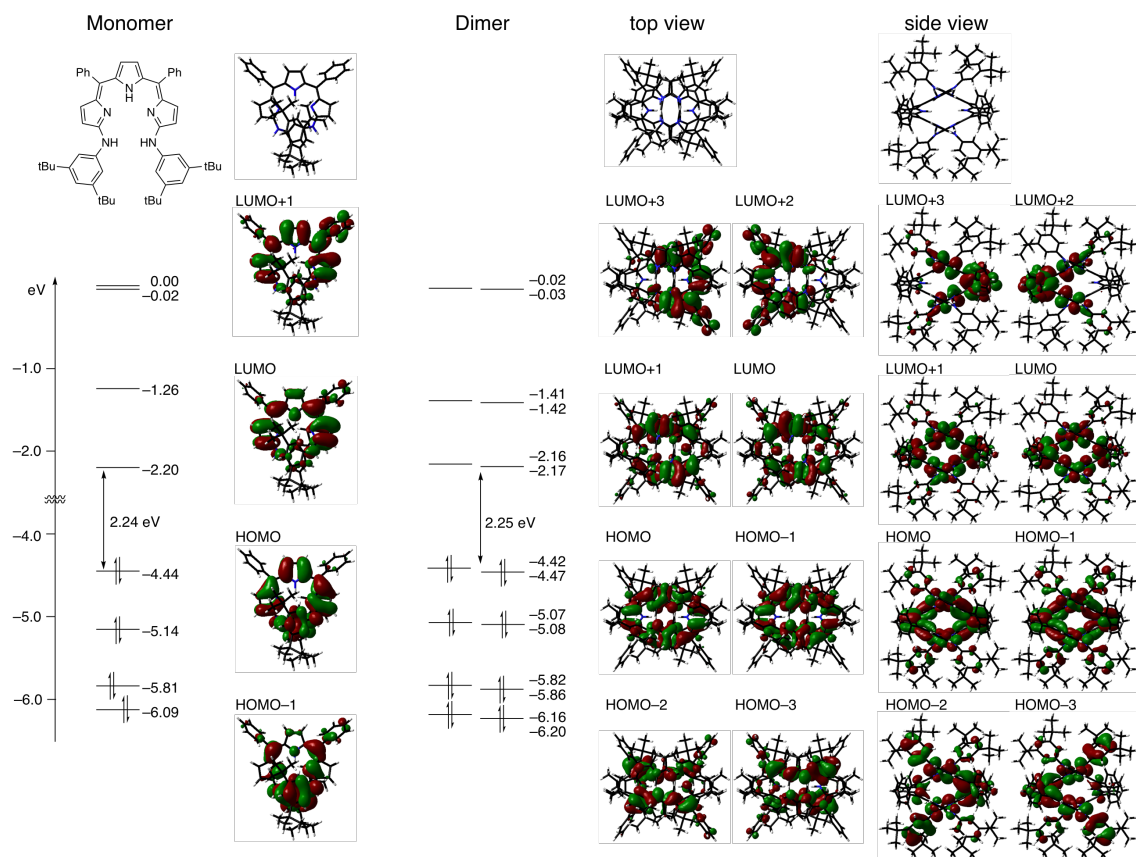 Monomer
Dimer
top view
side view
Ph
Ph
NH
N
N
NH
HN
tBu
tBu
tBu
tBu
LUMO+1
LUMO+3
LUMO+2
LUMO+3
LUMO+2
eV
0.00
−0.02
−0.02
−0.03
−1.0
−1.26
LUMO
−1.41
−1.42
LUMO+1
LUMO
LUMO+1
LUMO
−2.0
−2.20
−2.16
−2.17
2.24 eV
2.25 eV
−4.0
HOMO
HOMO
HOMO−1
HOMO
HOMO−1
−4.44
−4.42
−4.47
−5.0
−5.14
−5.07
−5.08
−5.81
−5.82
−5.86
−6.0
−6.09
−6.16
−6.20
HOMO−1
HOMO−2
HOMO−3
HOMO−2
HOMO−3